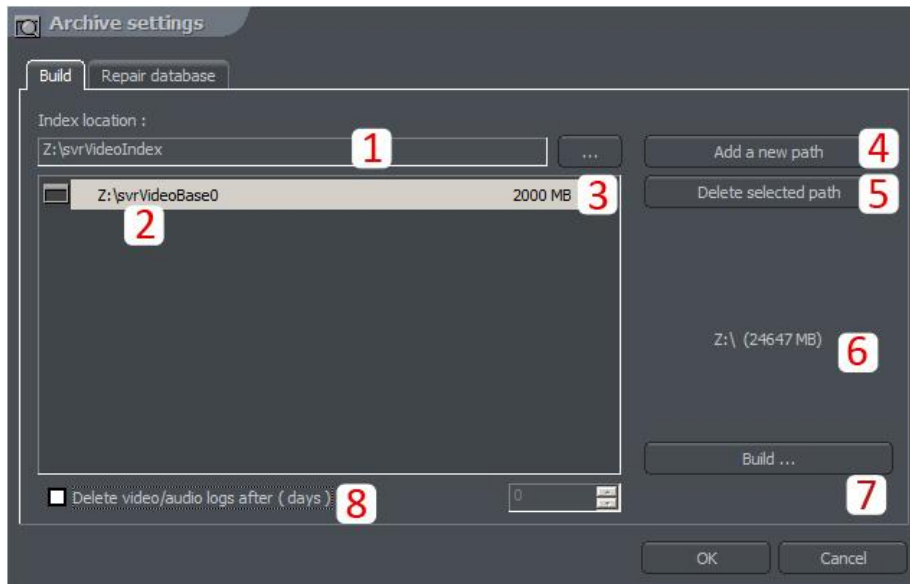 Archive settings
Build
Repair database
Index location :
Z:\svrVideoIndex
1
...
Add a new path
4
Z:\svrVideoBase0
2000 MB
3
Delete selected path
5
2
Z:\ (24647 MB)
6
Build ...
7
Delete video/audio logs after ( days )
8
0
OK
Cancel